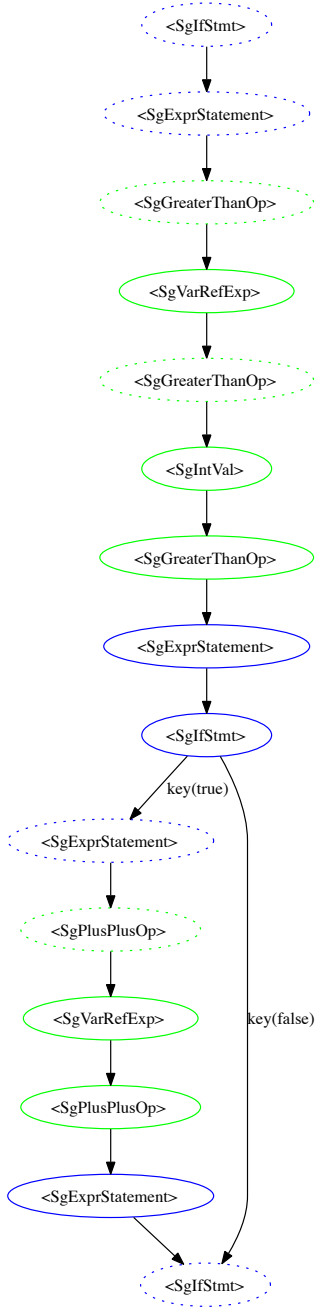 <SgIfStmt>
<SgExprStatement>
<SgGreaterThanOp>
<SgVarRefExp>
<SgGreaterThanOp>
<SgIntVal>
<SgGreaterThanOp>
<SgExprStatement>
<SgIfStmt>
key(true)
<SgExprStatement>
<SgPlusPlusOp>
<SgVarRefExp>
key(false)
<SgPlusPlusOp>
<SgExprStatement>
<SgIfStmt>